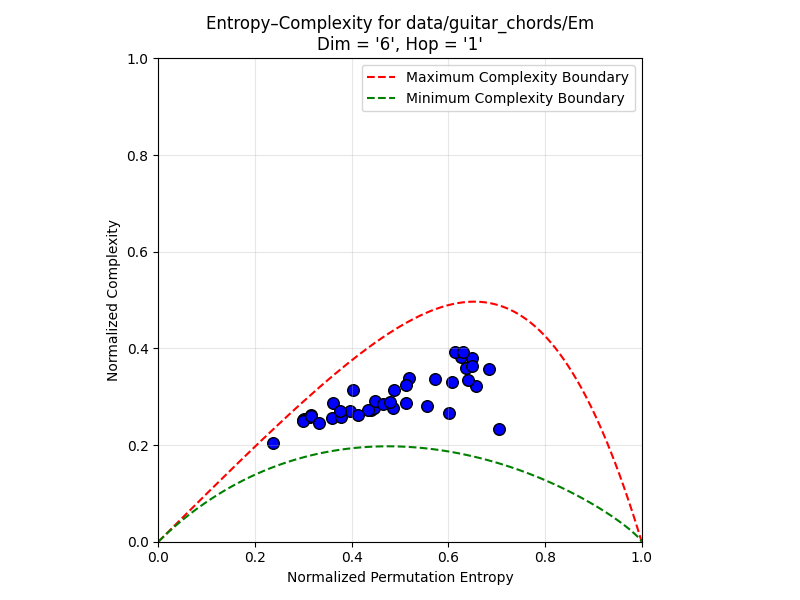 Entropy–Complexity for data/guitar_chords/Em
Dim = '6', Hop = '1'
Maximum Complexity Boundary
Minimum Complexity Boundary
Normalized Complexity
1.0
0.8
0.6
0.4
0.2
0.0
0.0 0.2 0.4 0.6 0.8 1.0
Normalized Permutation Entropy